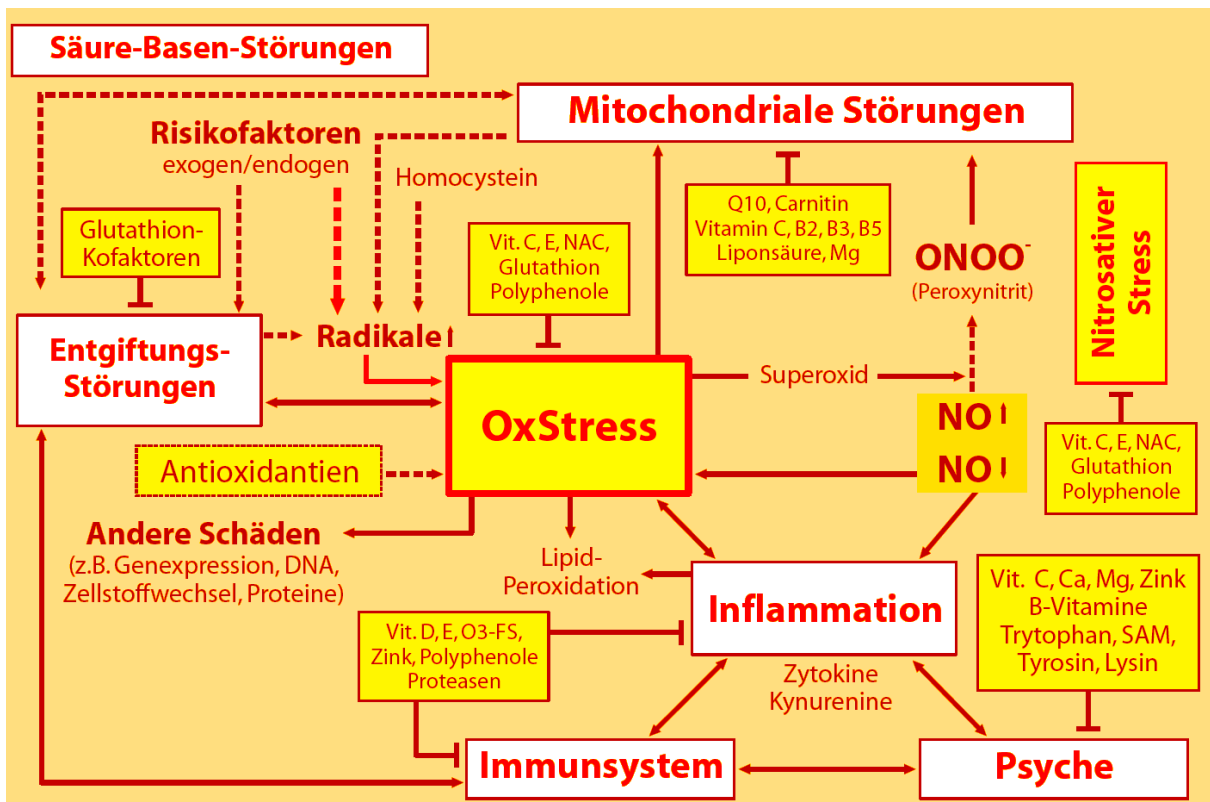 Säure-Basen-Störungen
Mitochondriale Störungen
Risikofaktoren
exogen/endogen
Homocystein
Glutathion-
Kofaktoren
Vit. C, E, NAC,
Glutathion
Polyphenole
Q10, Carnitin
Vitamin C, B2, B3, B5
Liponsäure, Mg
ONOO-
(Peroxynitrit)
Nitrosativer
Stress
Entgiftungs-
Störungen
Radikale
OxStress
Superoxid
NO
NO
Vit. C, E, NAC,
Glutathion
Polyphenole
Antioxidantien
Andere Schäden
(z.B. Genexpression, DNA,
Zellstoffwechsel, Proteine)
Lipid-
Peroxidation
Inflammation
Vit. C, Ca, Mg, Zink
B-Vitamine
Trytophan, SAM,
Tyrosin, Lysin
Vit. D, E, O3-FS,
Zink, Polyphenole
Proteasen
Zytokine
Kynurenine
Immunsystem
Psyche